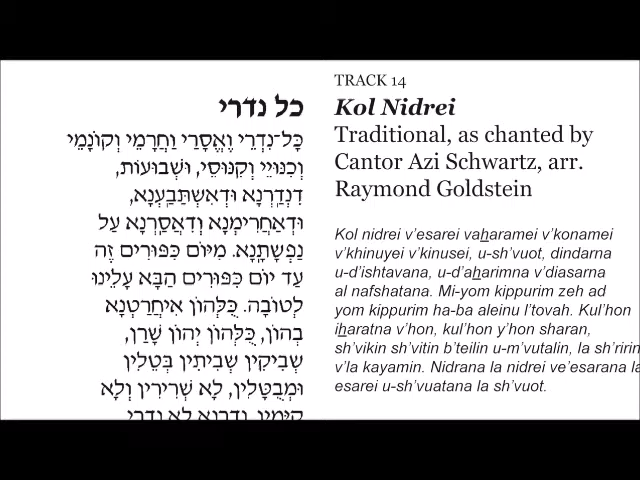 כל נדרי
כָּל־נִדְרֵי וֶאֱסָרֵי וַחֲרָמֵי וְקוֹנָמֵי
וְכִנּוּיֵי וְקִנּוּסֵי, וּשְׁבוּעוֹת,
דִּנְדַֽרְנָא וּדְאִשְׁתַּבַּֽעְנָא,
וּדְאַחֲרִימְנָא וְדִאֲסַֽרְנָא עַל
נַפְשָׁתָֽנָא. מִיּוֹם כִּפּוּרִים זֶה
עַד יוֹם כִּפּוּרִים הַבָּא עָלֵינוּ
לְטוֹבָה. כֻּלְּהוֹן אִיחֲרַטְנָא
בְהוֹן, כֻּלְּהוֹן יְהוֹן שָׁרָן,
שְׁבִיקִין שְׁבִיתִין בְּטֵלִין
וּמְבֻטָּלִין, לָא שְׁרִירִין וְלָא
קַיָּמִין. נִדְרָנָא לָא נִדְרֵי
TRACK 14
Kol Nidrei
Traditional, as chanted by
Cantor Azi Schwartz, arr.
Raymond Goldstein
Kol nidrei v’esarei vaharamei v’konamei
v’khinuyei v’kinusei, u-sh’vuot, dindarna
u-d’ishtavana, u-d’aharimna v’diasarna
al nafshatana. Mi-yom kippurim zeh ad
yom kippurim ha-ba aleinu l’tovah. Kul’hon
iharatna v’hon, kul’hon y’hon sharan,
sh’vikin sh’vitin b’teilin u-m’vutalin, la sh’ririn
v’la kayamin. Nidrana la nidrei ve’esarana la
esarei u-sh’vuatana la sh’vuot.